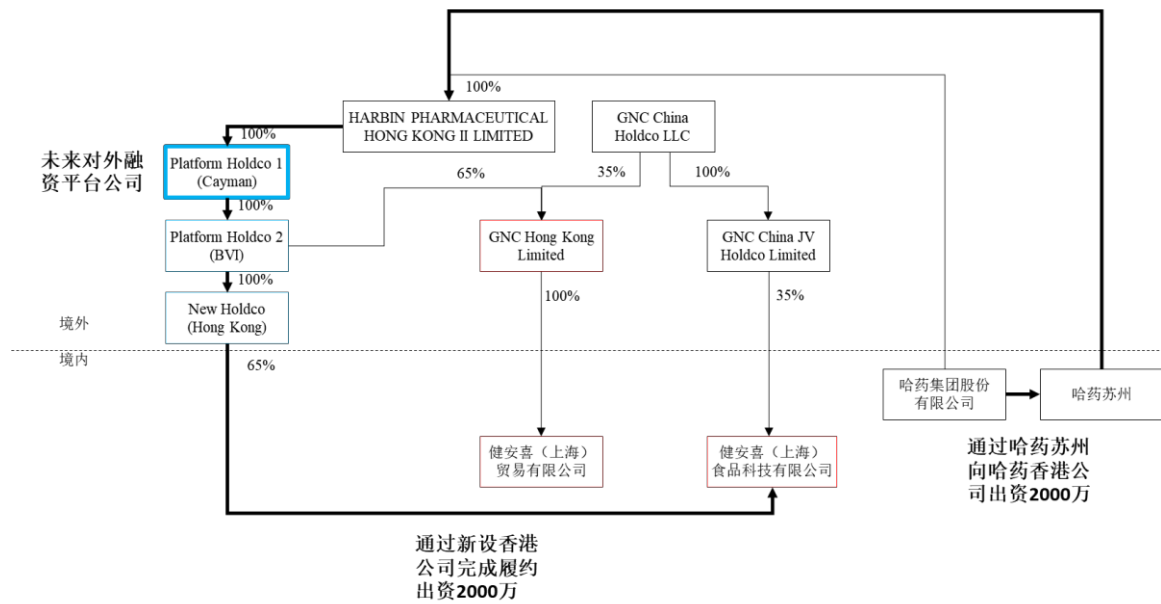 100%
HARBIN PHARMACEUTICAL
HONG KONG II LIMITED
GNC China
Holdco LLC
100%
未来对外融
资平台公司
Platform Holdco 1
(Cayman)
65%
35%
100%
100%
Platform Holdco 2
(BVI)
GNC Hong Kong
Limited
GNC China JV
Holdco Limited
100%
100%
35%
New Holdco
(Hong Kong)
境外
境内
65%
哈药集团股份
有限公司
哈药苏州
健安喜（上海）
贸易有限公司
健安喜（上海）
食品科技有限公司
通过哈药苏州
向哈药香港公
司出资2000万
通过新设香港
公司完成履约
出资2000万